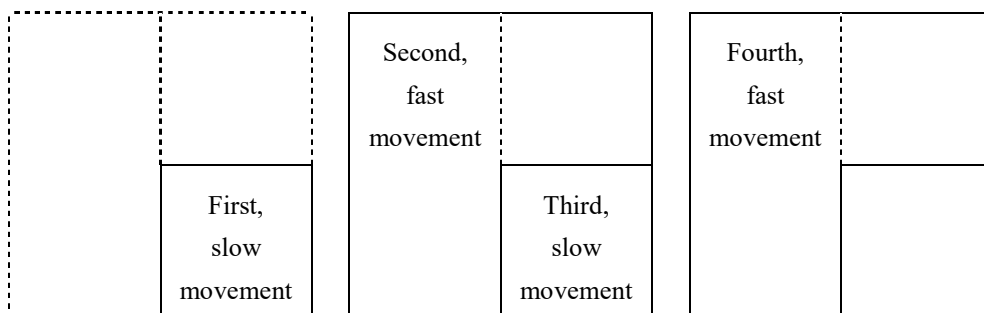 First,
slow
movement
Second,
fast
movement
Third,
slow
movement
Fourth,
fast
movement